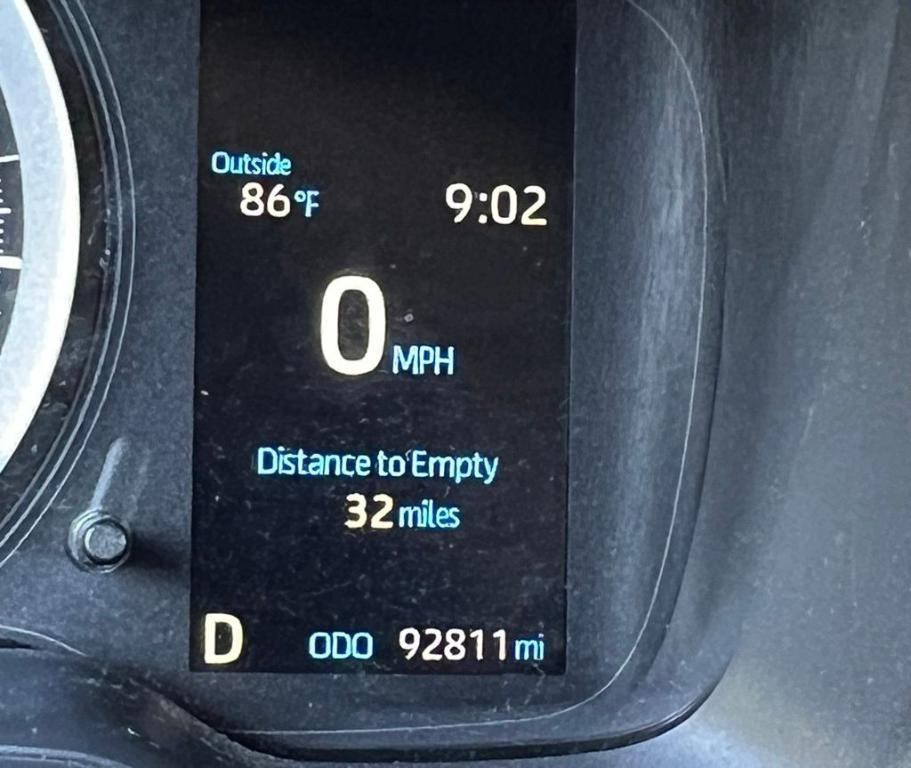 Outside
86°F 9:02
0 MPH
Distance to Empty
32 miles
D ODO 92811 mi